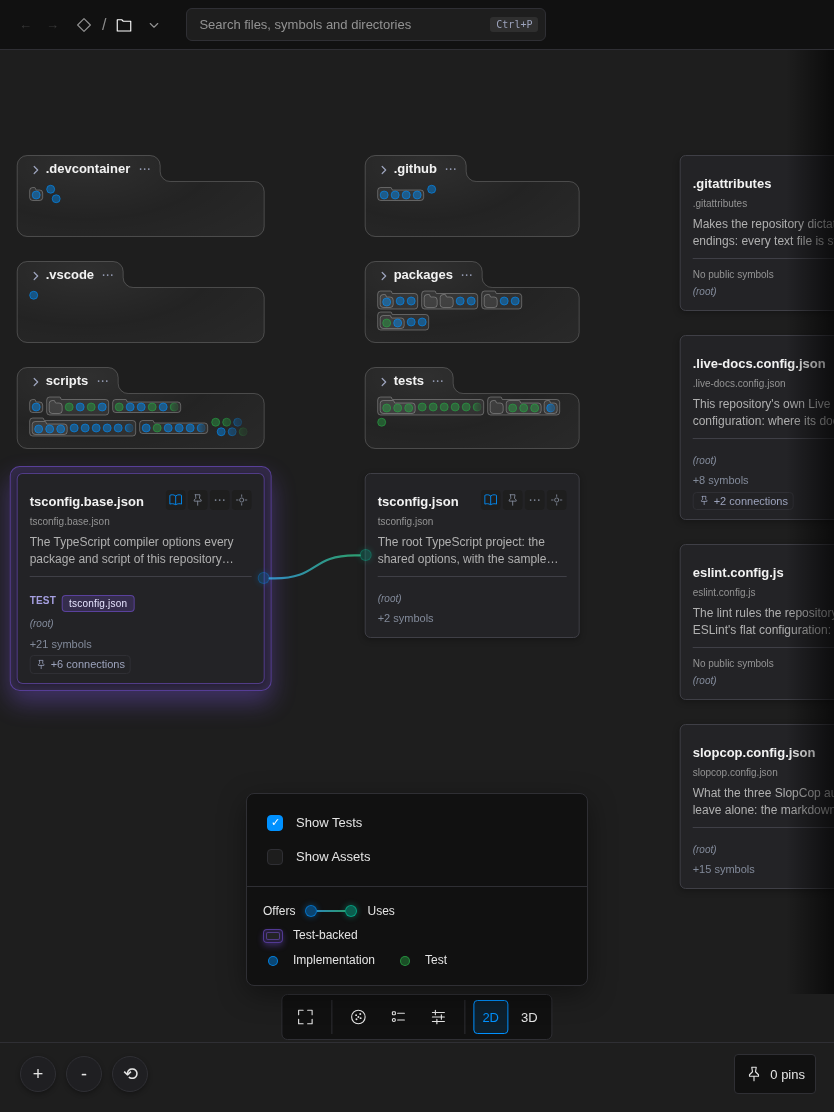 /
Search files, symbols and directories
Ctrl+P
.devcontainer ...
.github ...
.vscode ...
packages ...
scripts ...
tests ...
tsconfig.base.json
tsconfig.base.json
The TypeScript compiler options every
package and script of this repository…
TEST tsconfig.json
(root)
+21 symbols
+6 connections
tsconfig.json
tsconfig.json
The root TypeScript project: the
shared options, with the sample…
(root)
+2 symbols
.gitattributes
.gitattributes
Makes the repository dicta
endings: every text file is s
No public symbols
(root)
.live-docs.config.json
.live-docs.config.json
This repository's own Live
configuration: where its do
(root)
+8 symbols
+2 connections
eslint.config.js
eslint.config.js
The lint rules the repository
ESLint's flat configuration:
No public symbols
(root)
slopcop.config.json
slopcop.config.json
What the three SlopCop au
leave alone: the markdown
(root)
+15 symbols
Show Tests
Show Assets
Offers Uses
Test-backed
Implementation Test
2D 3D
+ -
0 pins